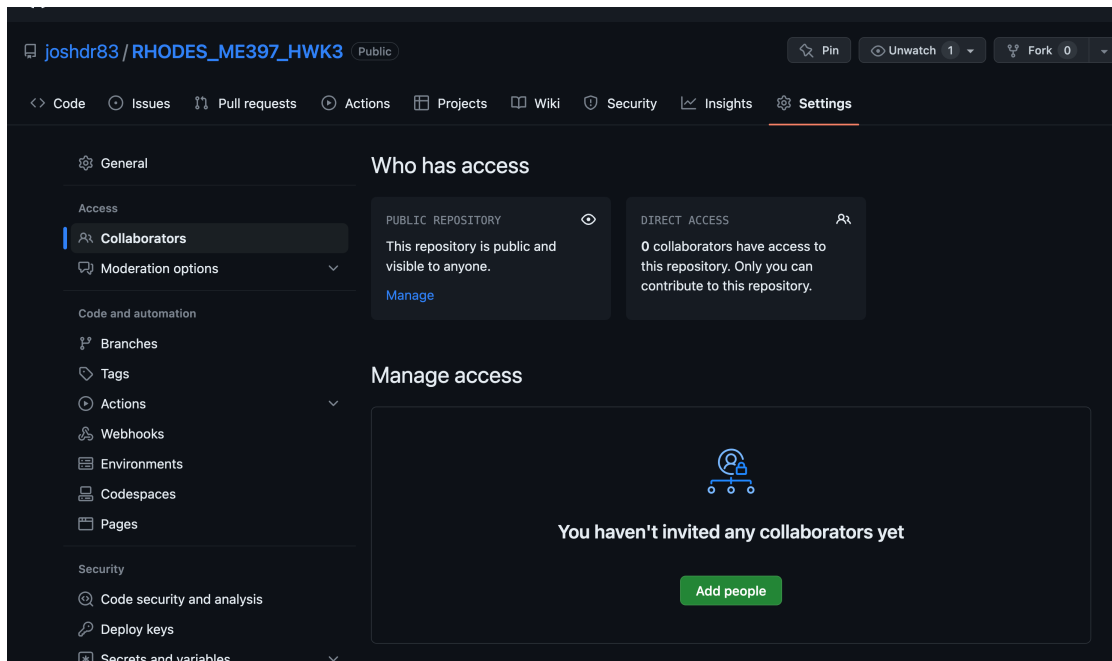 joshdr83 / RHODES_ME397_HWK3 Public
Pin
Unwatch 1
Fork 0
Code
Issues
Pull requests
Actions
Projects
Wiki
Security
Insights
Settings
General
Access
Collaborators
Moderation options
Code and automation
Branches
Tags
Actions
Webhooks
Environments
Codespaces
Pages
Security
Code security and analysis
Deploy keys
Secrets and variables
Who has access
PUBLIC REPOSITORY
This repository is public and
visible to anyone.
Manage
DIRECT ACCESS
0 collaborators have access to
this repository. Only you can
contribute to this repository.
Manage access
You haven't invited any collaborators yet
Add people